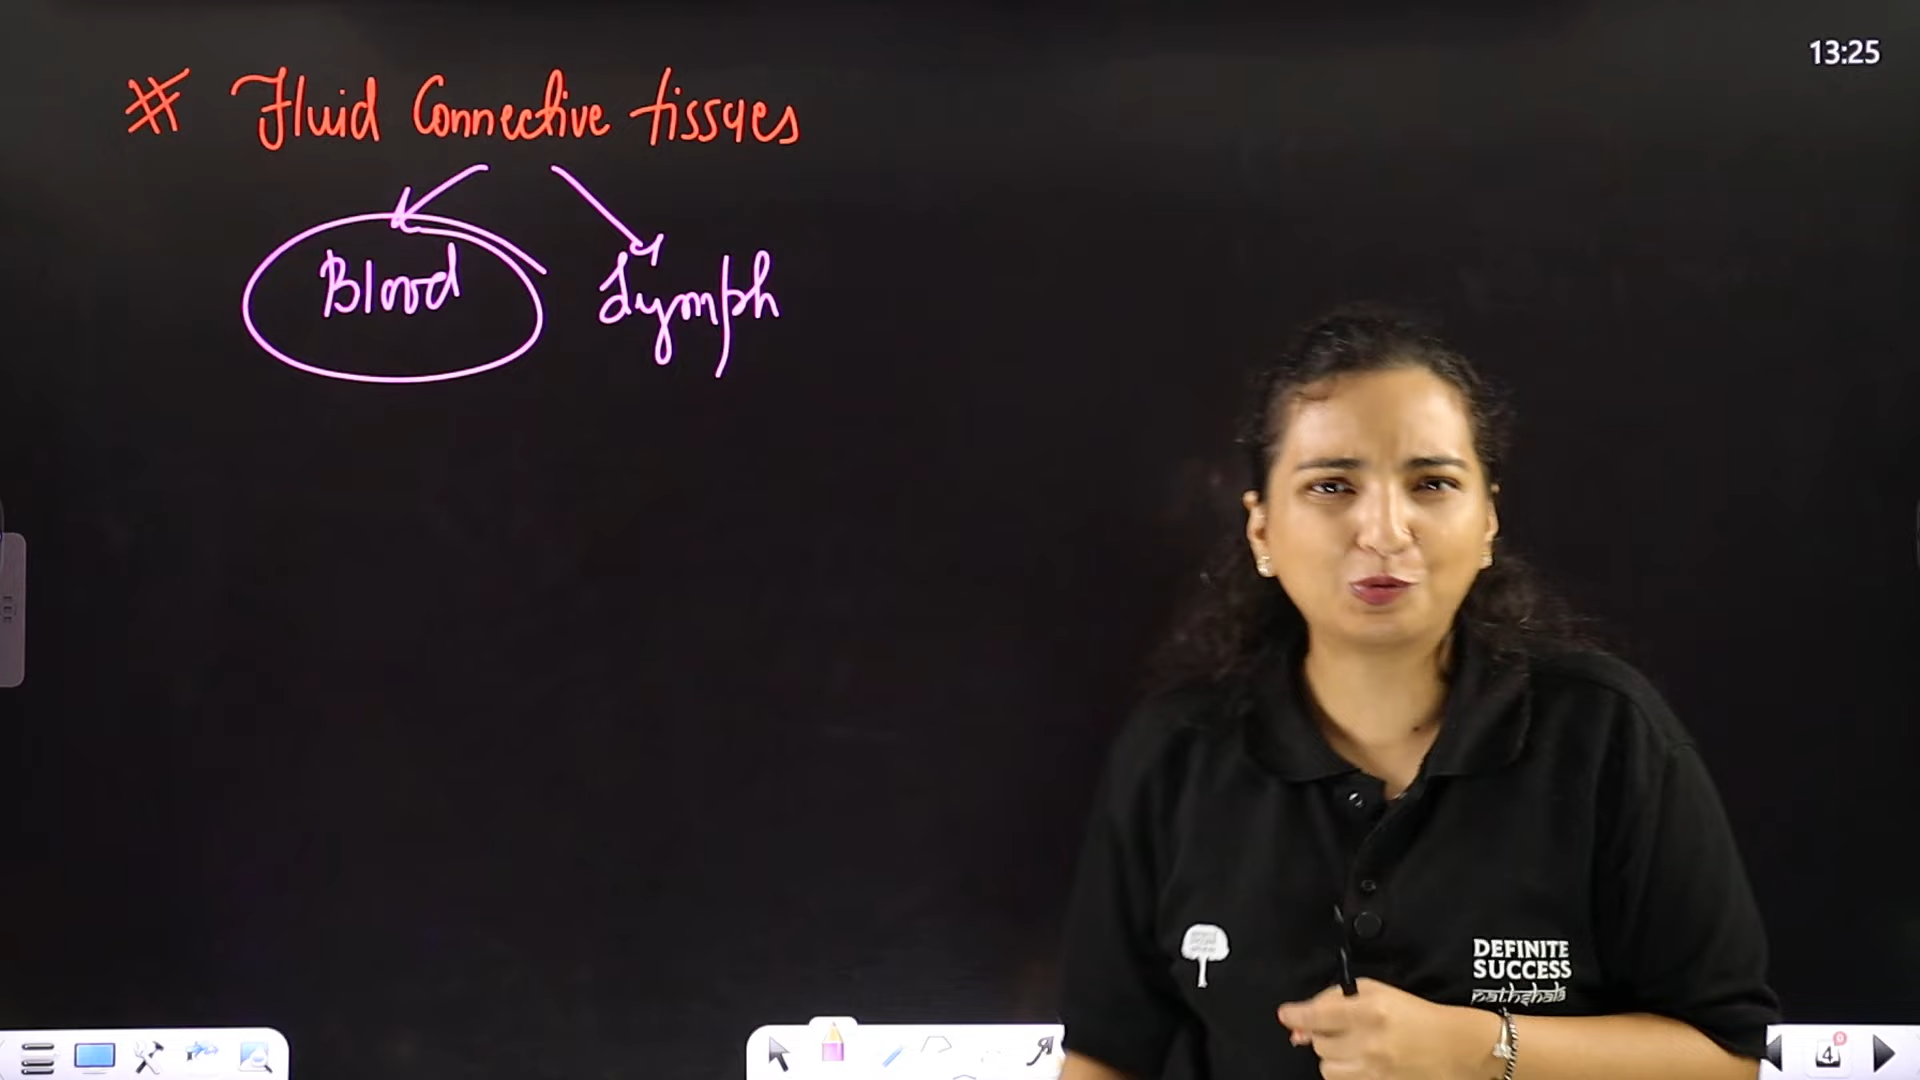 13:25
# Fluid Connective tissues
Blood Lymph
DEFINITE
SUCCESS
pathshala
4